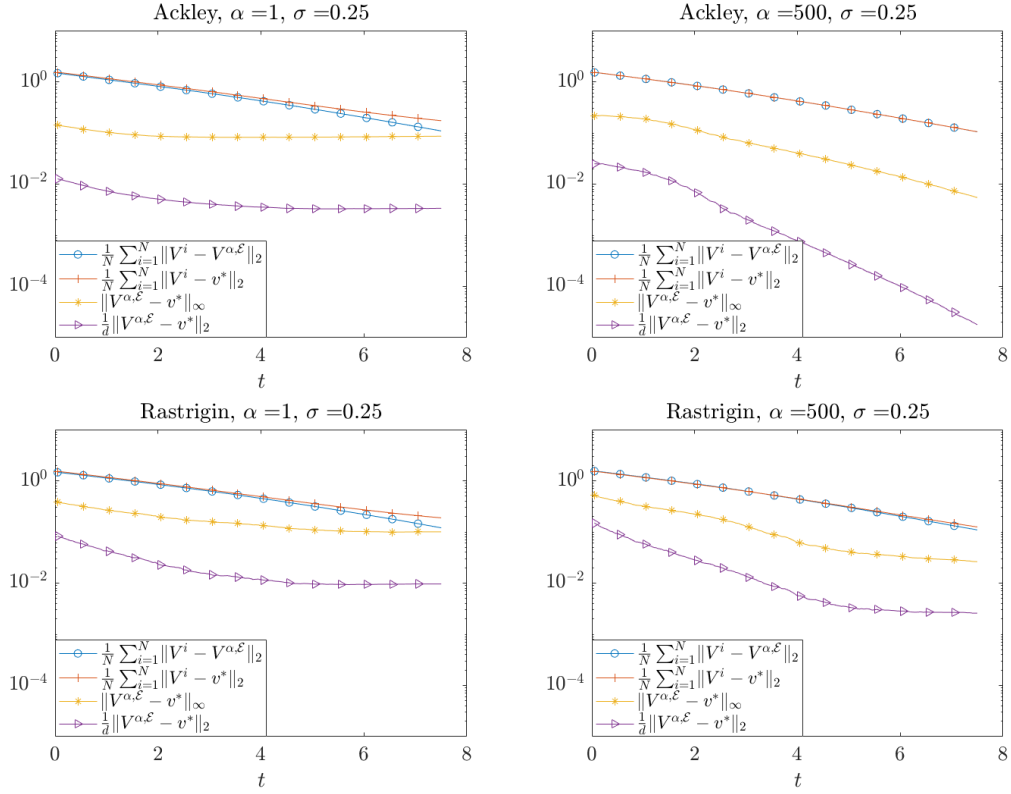 Ackley, α =1, σ =0.25
10^0
10^{-2}
10^{-4}
1/N ∑_{i=1}^N ‖V^i − V^{α,ℰ}‖_2
1/N ∑_{i=1}^N ‖V^i − v*‖_2
‖V^{α,ℰ} − v*‖_∞
1/d ‖V^{α,ℰ} − v*‖_2
0 2 4 6 8
t
Ackley, α =500, σ =0.25
10^0
10^{-2}
10^{-4}
1/N ∑_{i=1}^N ‖V^i − V^{α,ℰ}‖_2
1/N ∑_{i=1}^N ‖V^i − v*‖_2
‖V^{α,ℰ} − v*‖_∞
1/d ‖V^{α,ℰ} − v*‖_2
0 2 4 6 8
t
Rastrigin, α =1, σ =0.25
10^0
10^{-2}
10^{-4}
1/N ∑_{i=1}^N ‖V^i − V^{α,ℰ}‖_2
1/N ∑_{i=1}^N ‖V^i − v*‖_2
‖V^{α,ℰ} − v*‖_∞
1/d ‖V^{α,ℰ} − v*‖_2
0 2 4 6 8
t
Rastrigin, α =500, σ =0.25
10^0
10^{-2}
10^{-4}
1/N ∑_{i=1}^N ‖V^i − V^{α,ℰ}‖_2
1/N ∑_{i=1}^N ‖V^i − v*‖_2
‖V^{α,ℰ} − v*‖_∞
1/d ‖V^{α,ℰ} − v*‖_2
0 2 4 6 8
t